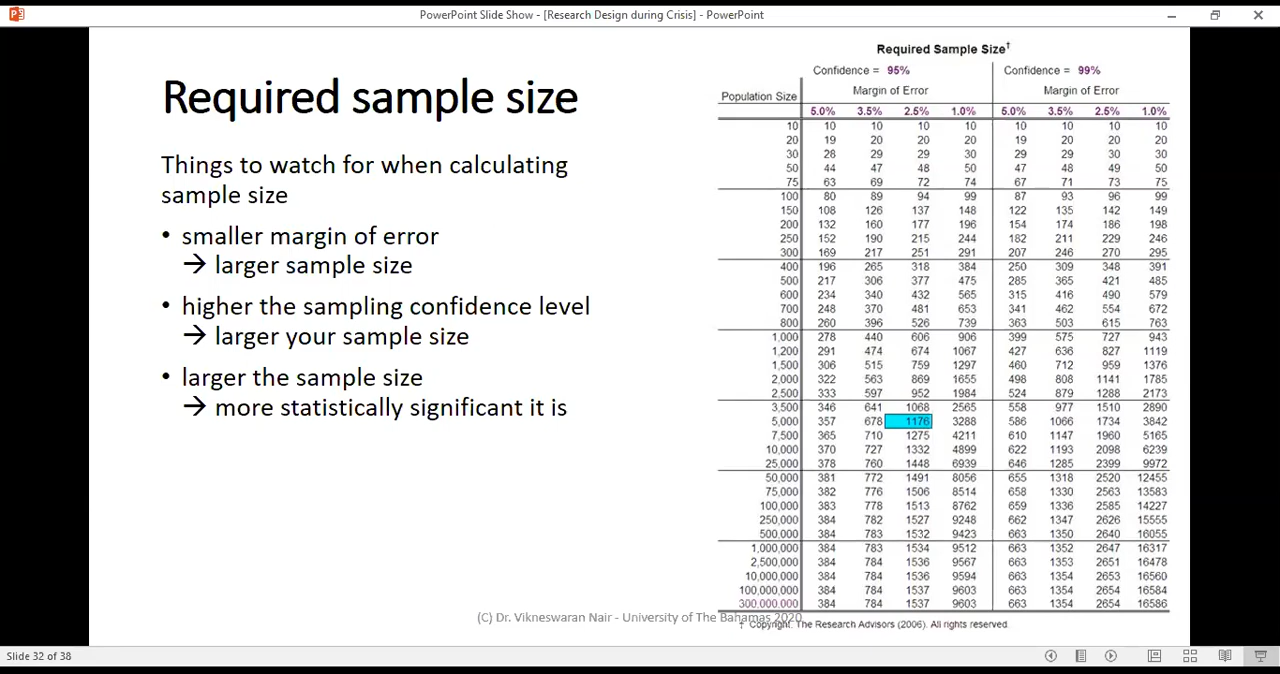 PowerPoint Slide Show - [Research Design during Crisis] - PowerPoint
Required sample size
Things to watch for when calculating
sample size
• smaller margin of error
→ larger sample size
• higher the sampling confidence level
→ larger your sample size
• larger the sample size
→ more statistically significant it is
Required Sample Size†
Confidence = 95% Confidence = 99%
Population Size Margin of Error Margin of Error
5.0% 3.5% 2.5% 1.0% 5.0% 3.5% 2.5% 1.0%
10 10 10 10 10 10 10 10 10
20 19 20 20 20 19 20 20 20
30 28 29 29 30 29 29 30 30
50 44 47 48 50 47 48 49 50
75 63 69 72 74 67 71 73 75
100 80 89 94 99 87 93 96 99
150 108 126 137 148 122 135 142 149
200 132 160 177 196 154 174 186 198
250 152 190 215 244 182 211 229 246
300 169 217 251 291 207 246 270 295
400 196 265 318 384 250 309 348 391
500 217 306 377 475 285 365 421 485
600 234 340 432 565 315 416 490 579
700 248 370 481 653 341 462 554 672
800 260 396 526 739 363 503 615 763
1,000 278 440 606 906 399 575 727 943
1,200 291 474 674 1067 427 636 827 1119
1,500 306 515 759 1297 460 712 959 1376
2,000 322 563 869 1655 498 808 1141 1785
2,500 333 597 952 1984 524 879 1288 2173
3,500 346 641 1068 2565 558 977 1510 2890
5,000 357 678 1176 3288 586 1066 1734 3842
7,500 365 710 1275 4211 610 1147 1960 5165
10,000 370 727 1332 4899 622 1193 2098 6239
25,000 378 760 1448 6939 646 1285 2399 9972
50,000 381 772 1491 8056 655 1318 2520 12455
75,000 382 776 1506 8514 658 1330 2563 13583
100,000 383 778 1513 8762 659 1336 2585 14227
250,000 384 782 1527 9248 662 1347 2626 15555
500,000 384 783 1532 9423 663 1350 2640 16055
1,000,000 384 783 1534 9512 663 1352 2647 16317
2,500,000 384 784 1536 9567 663 1353 2651 16478
10,000,000 384 784 1536 9594 663 1354 2653 16560
100,000,000 384 784 1537 9603 663 1354 2654 16584
300,000,000 384 784 1537 9603 663 1354 2654 16586
(C) Dr. Vikneswaran Nair - University of The Bahamas 2020
† Copyright, The Research Advisors (2006). All rights reserved.
Slide 32 of 38